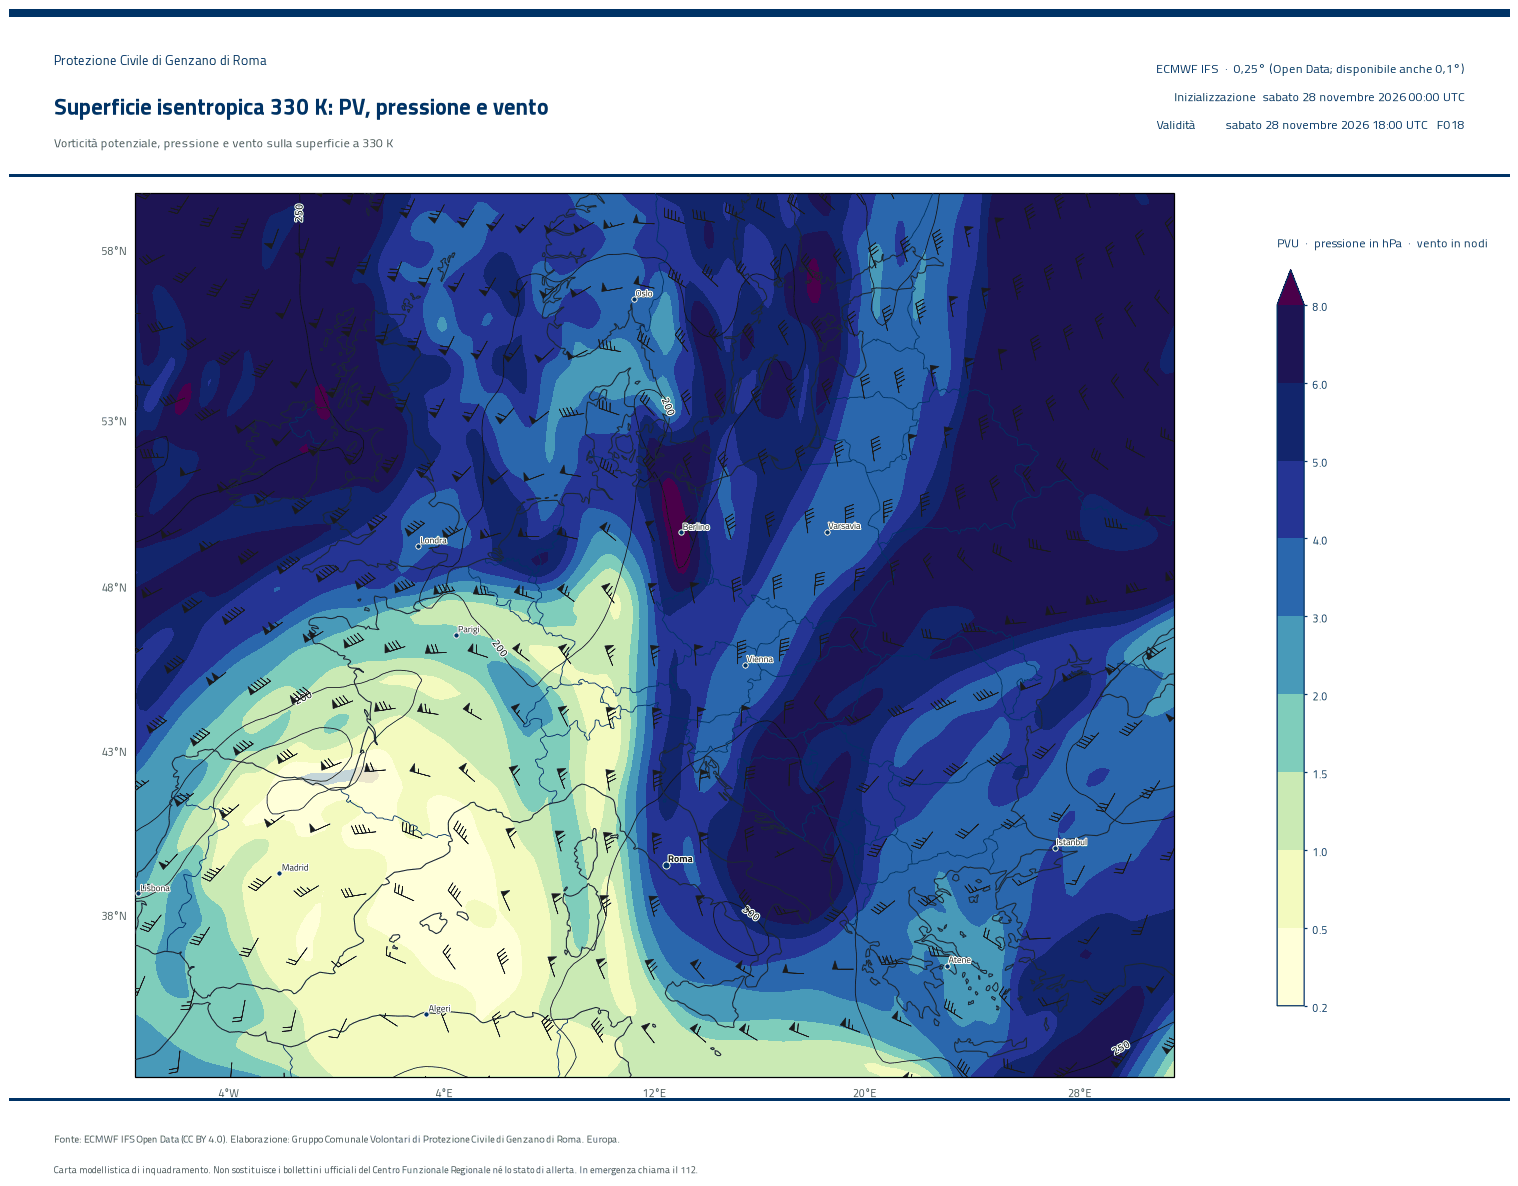 Protezione Civile di Genzano di Roma
Superficie isentropica 330 K: PV, pressione e vento
Vorticità potenziale, pressione e vento sulla superficie a 330 K
ECMWF IFS · 0,25° (Open Data; disponibile anche 0,1°)
Inizializzazione sabato 28 novembre 2026 00:00 UTC
Validità sabato 28 novembre 2026 18:00 UTC F018
PVU · pressione in hPa · vento in nodi
8.0
6.0
5.0
4.0
3.0
2.0
1.5
1.0
0.5
0.2
58°N
53°N
48°N
43°N
38°N
4°W
4°E
12°E
20°E
28°E
250
Oslo
200
Berlino
Varsavia
Londra
Parigi
200
Vienna
200
Istanbul
Roma
Madrid
Lisbona
300
Atene
Algeri
250
Fonte: ECMWF IFS Open Data (CC BY 4.0). Elaborazione: Gruppo Comunale Volontari di Protezione Civile di Genzano di Roma. Europa.
Carta modellistica di inquadramento. Non sostituisce i bollettini ufficiali del Centro Funzionale Regionale né lo stato di allerta. In emergenza chiama il 112.